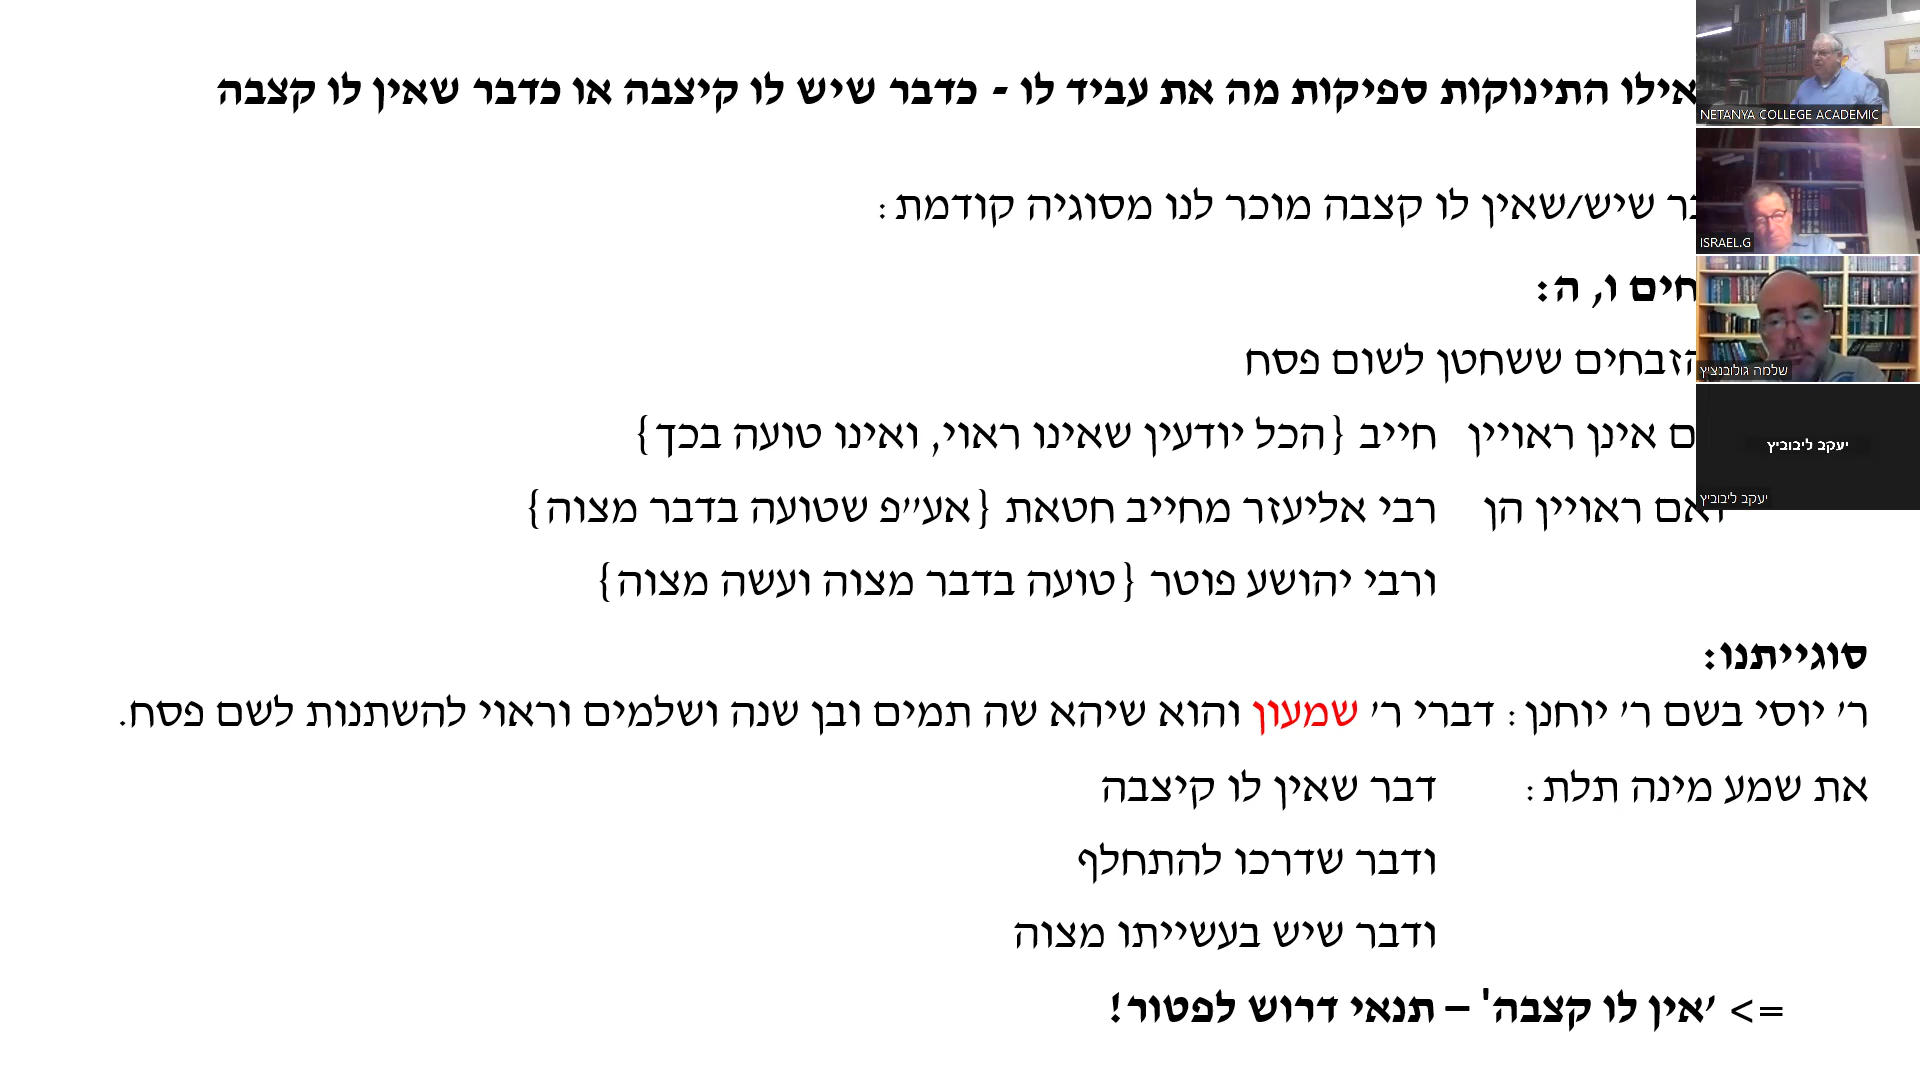 אילו התינוקות ספיקות מה את עביד לו - כדבר שיש לו קיצבה או כדבר שאין לו קצבה
שיש/שאין לו קצבה מוכר לנו מסוגיה קודמת:
ו, ה:
הזבחים ששחטן לשום פסח
אינן ראויין חייב {הכל יודעין שאינו ראוי, ואינו טועה בכך}
ואם ראויין הן רבי אליעזר מחייב חטאת {אע״פ שטועה בדבר מצוה}
ורבי יהושע פוטר {טועה בדבר מצוה ועשה מצוה}
סוגייתנו:
ר׳ יוסי בשם ר׳ יוחנן: דברי ר׳ שמעון והוא שיהא שה תמים ובן שנה ושלמים וראוי להשתנות לשם פסח.
את שמע מינה תלת: דבר שאין לו קיצבה
ודבר שדרכו להתחלף
ודבר שיש בעשייתו מצוה
=> ׳אין לו קצבה' – תנאי דרוש לפטור!
NETANYA COLLEGE ACADEMIC
ISRAEL.G
שלמה גולובנציץ
יעקב ליבוביץ
יעקב ליבוביץ